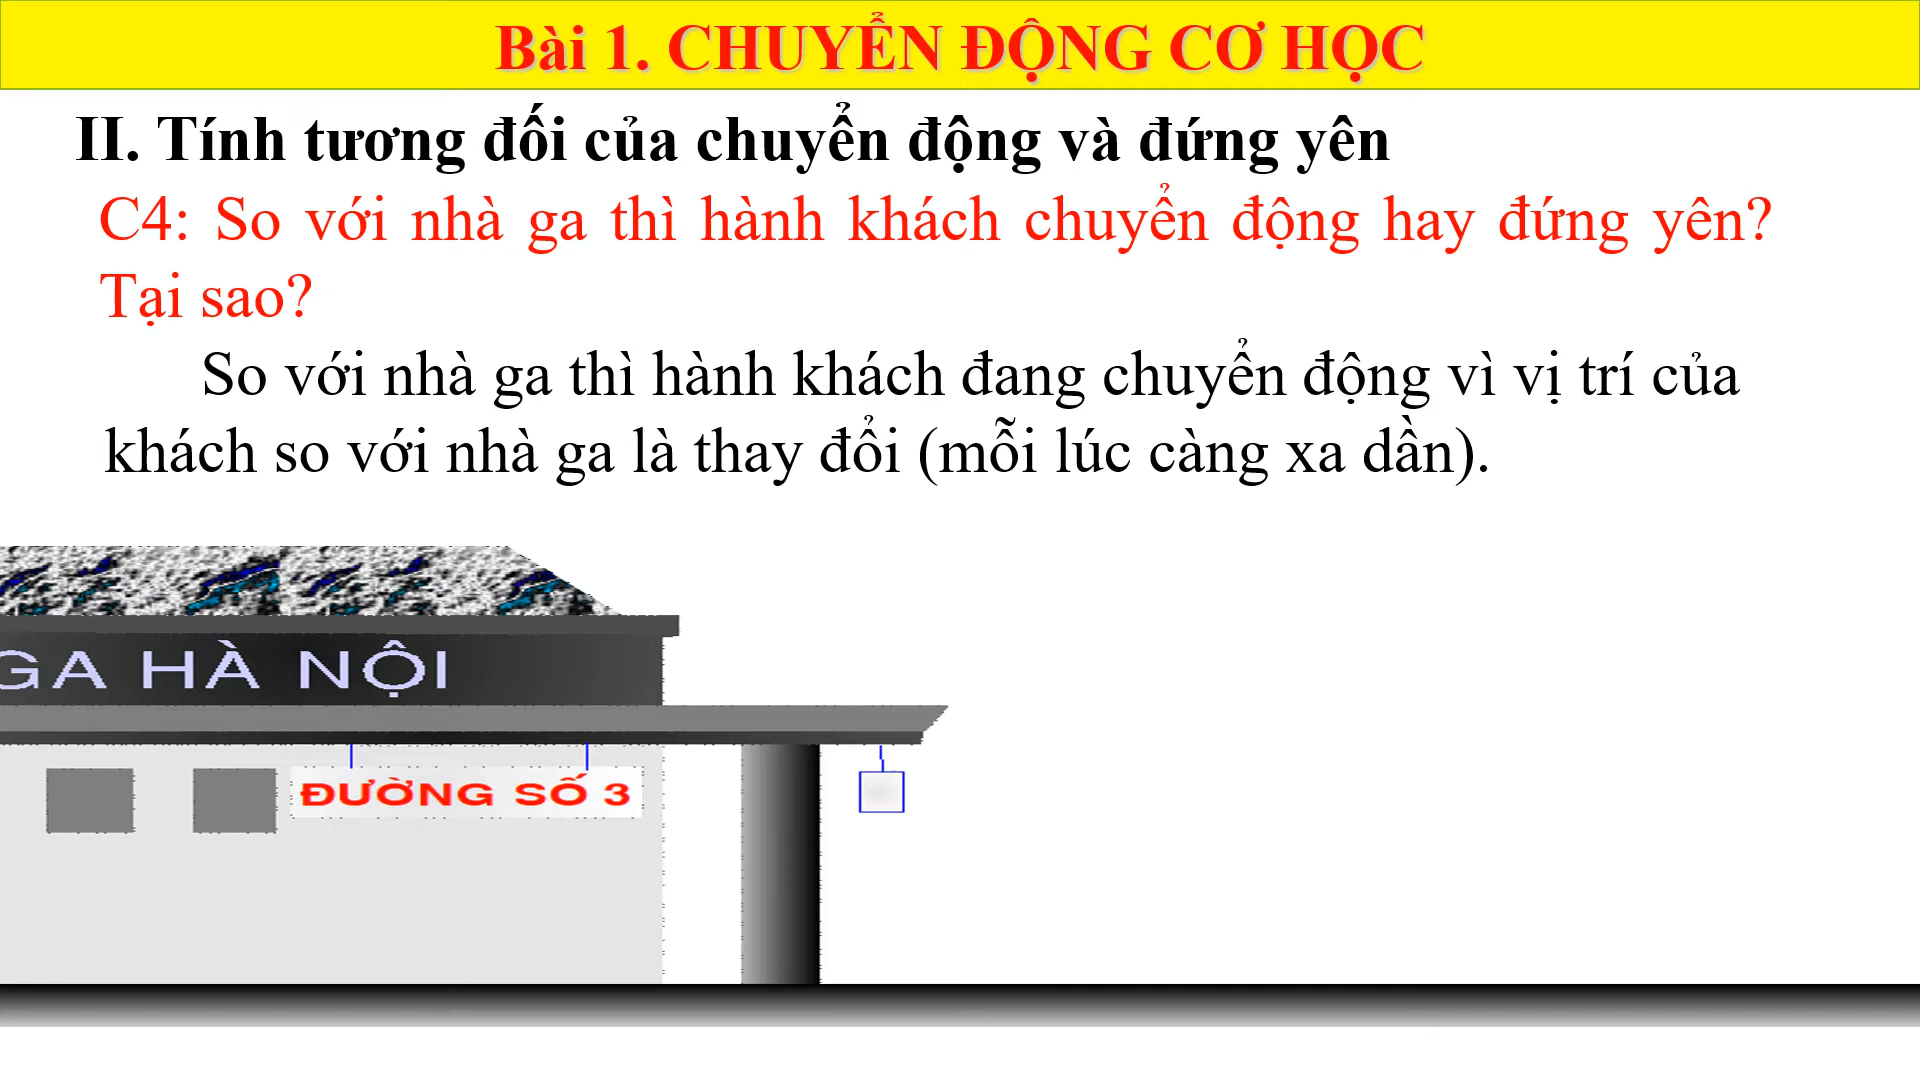 Bài 1. CHUYỂN ĐỘNG CƠ HỌC
II. Tính tương đối của chuyển động và đứng yên
C4: So với nhà ga thì hành khách chuyển động hay đứng yên?
Tại sao?
So với nhà ga thì hành khách đang chuyển động vì vị trí của
khách so với nhà ga là thay đổi (mỗi lúc càng xa dần).
GA HÀ NỘI
ĐƯỜNG SỐ 3